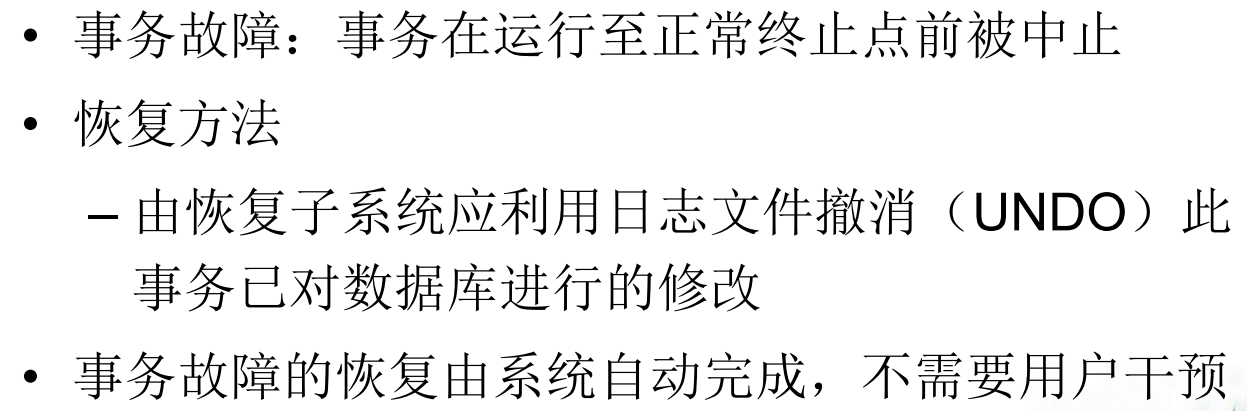 • 事务故障：事务在运行至正常终止点前被中止
• 恢复方法
– 由恢复子系统应利用日志文件撤消（UNDO）此
事务已对数据库进行的修改
• 事务故障的恢复由系统自动完成，不需要用户干预